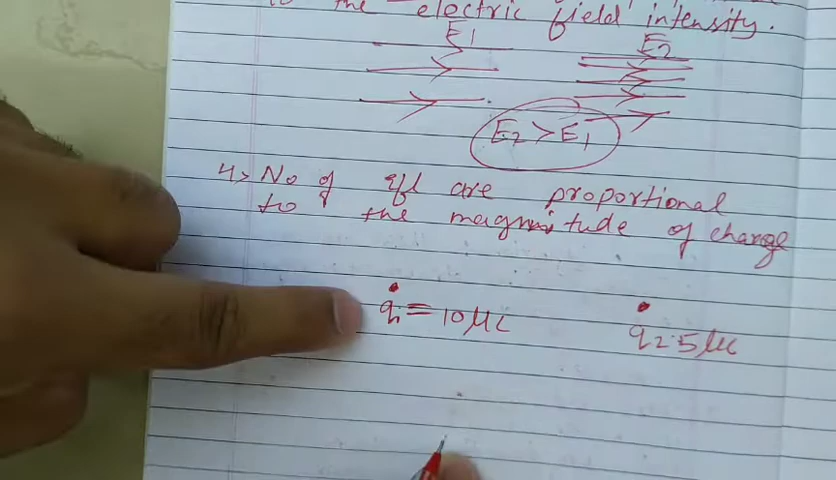 to the electric field intensity.
E1 E2
E2 > E1
4> No of efl are proportional
to the magnitude of charge
q1 = 10 μC q2 = 5 μC